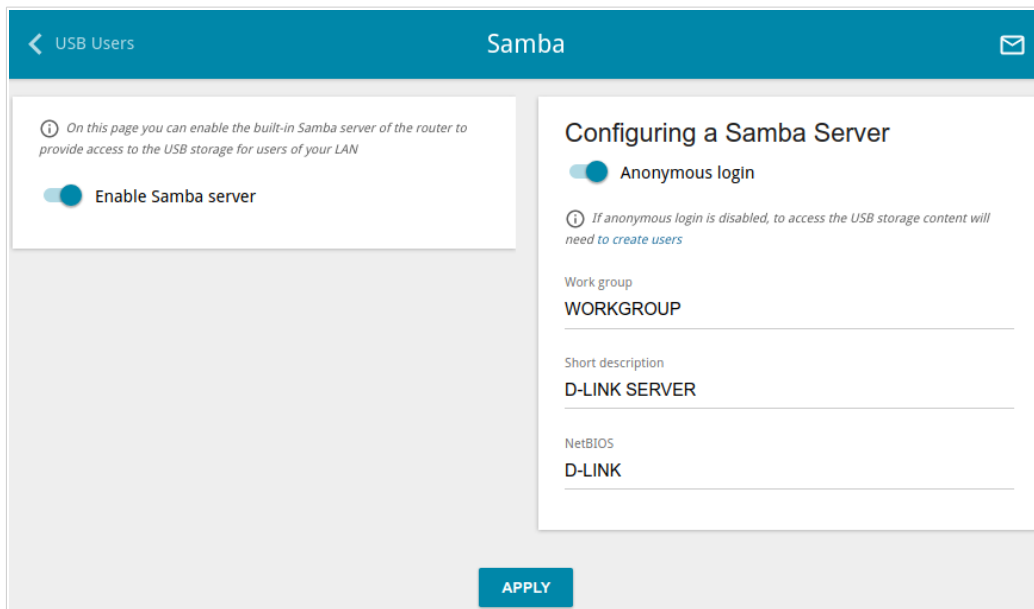 USB Users
Samba
On this page you can enable the built-in Samba server of the router to
provide access to the USB storage for users of your LAN
Enable Samba server
Configuring a Samba Server
Anonymous login
If anonymous login is disabled, to access the USB storage content will
need to create users
Work group
WORKGROUP
Short description
D-LINK SERVER
NetBIOS
D-LINK
APPLY